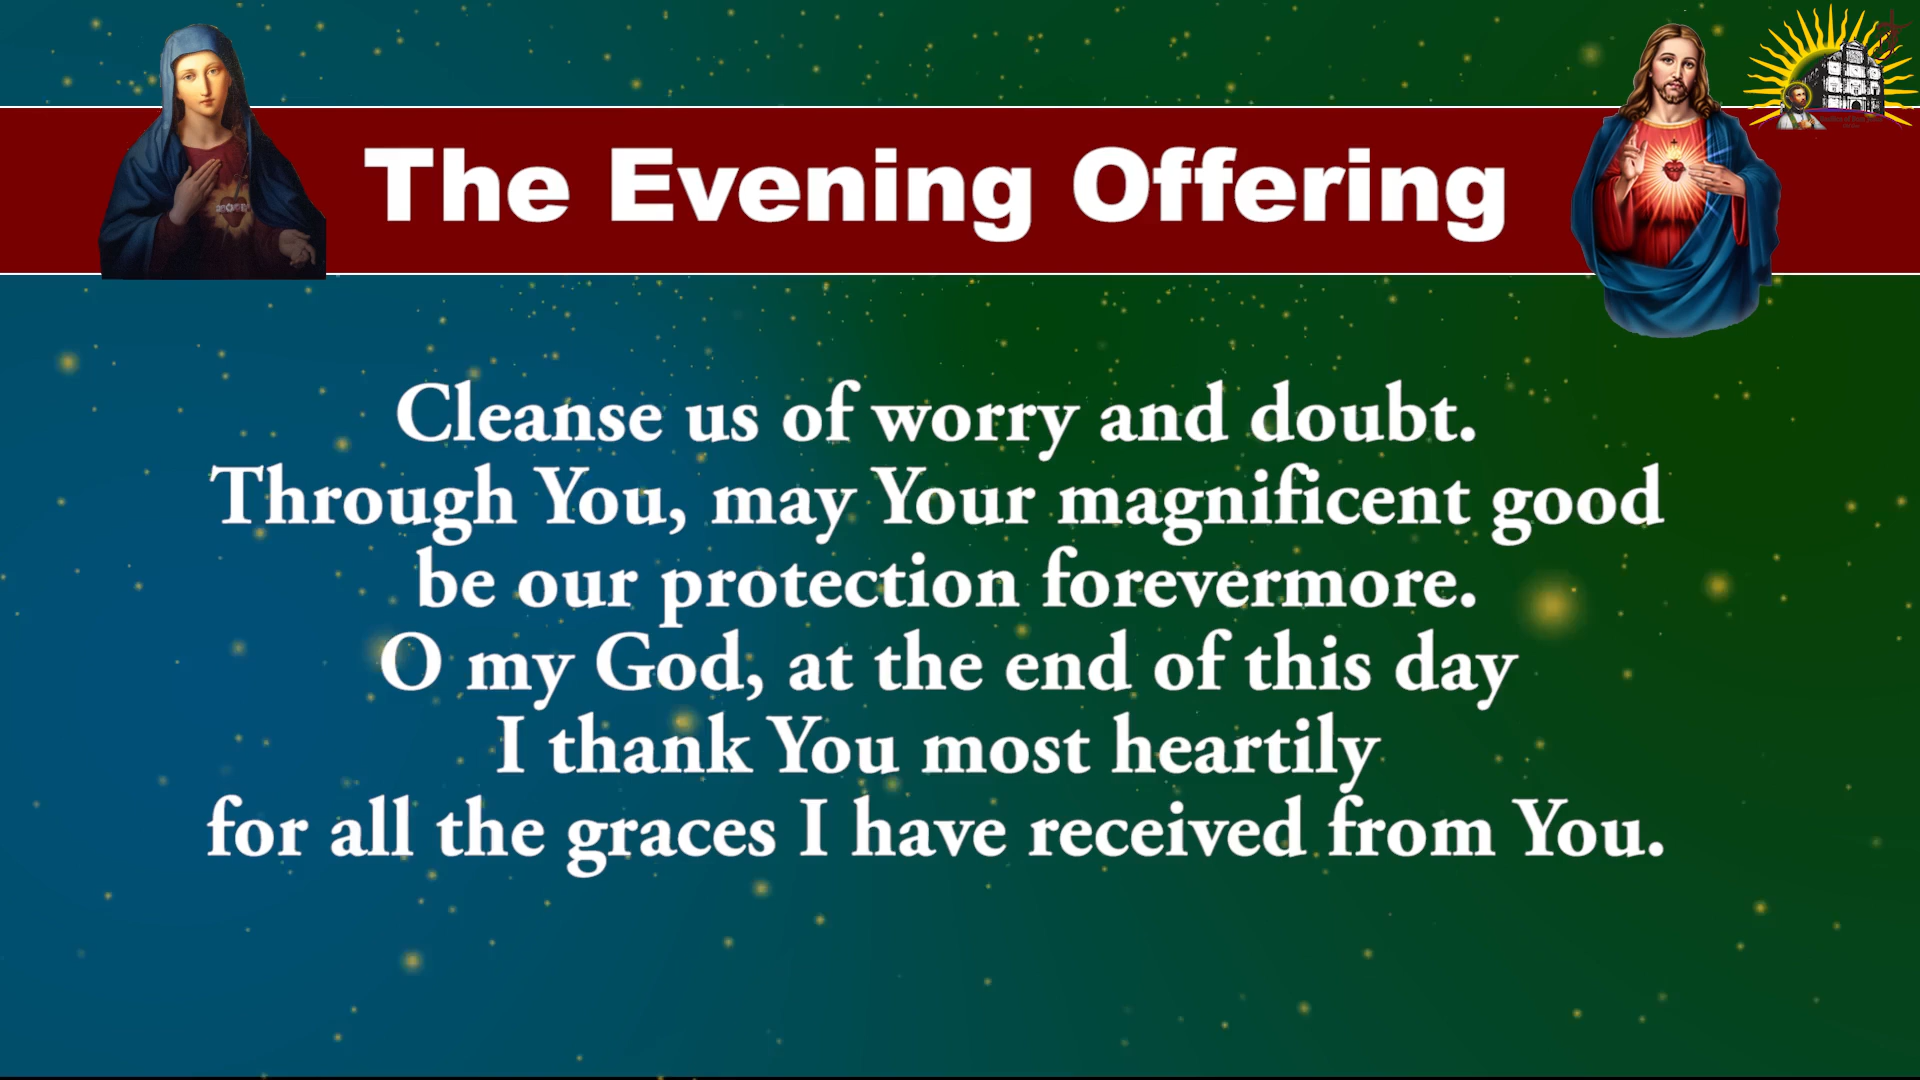 The Evening Offering
Cleanse us of worry and doubt.
Through You, may Your magnificent good
be our protection forevermore.
O my God, at the end of this day
I thank You most heartily
for all the graces I have received from You.